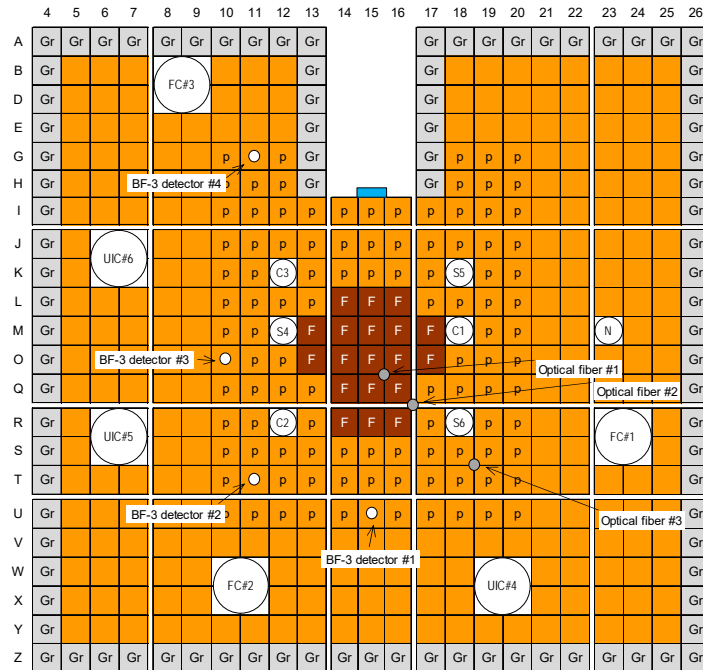 4 5 6 7 8 9 10 11 12 13 14 15 16 17 18 19 20 21 22 23 24 25 26
A Gr Gr Gr Gr Gr Gr Gr Gr Gr Gr Gr Gr Gr Gr Gr Gr Gr Gr Gr Gr
B Gr Gr Gr Gr
FC#3
D Gr Gr Gr Gr
E Gr Gr Gr Gr
G Gr p p Gr Gr p p p Gr
BF-3 detector #4
H Gr p p p Gr Gr p p p Gr
I Gr p p p p p p p p p p p Gr
J Gr p p p p p p p p p p p Gr
UIC#6
K Gr p p C3 p p p p p S5 p p Gr
L Gr p p p p F F F p p p p Gr
M Gr p p S4 F F F F F C1 p p N Gr
BF-3 detector #3
O Gr p p F F F F F p p p Gr
Optical fiber #1
Q Gr p p p p F F F p p p p Gr
Optical fiber #2
R Gr p p C2 p F F F p S6 p p Gr
UIC#5 FC#1
S Gr p p p p p p p p p p p Gr
T Gr p p p p p p p p p p Gr
BF-3 detector #2
U Gr p p p p p p p p p p Gr
Optical fiber #3
V Gr Gr
BF-3 detector #1
W Gr Gr
FC#2 UIC#4
X Gr Gr
Y Gr Gr
Z Gr Gr Gr Gr Gr Gr Gr Gr Gr Gr Gr Gr Gr Gr Gr Gr Gr Gr Gr Gr Gr Gr Gr